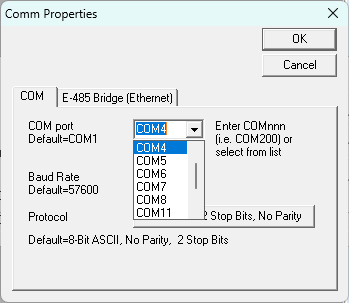 Comm Properties
OK
Cancel
COM
E-485 Bridge (Ethernet)
COM port
Default=COM1
COM4
Enter COMnnn
(i.e. COM200) or
select from list
COM4
COM5
COM6
COM7
COM8
COM11
Baud Rate
Default=57600
Protocol
2 Stop Bits, No Parity
Default=8-Bit ASCII, No Parity, 2 Stop Bits